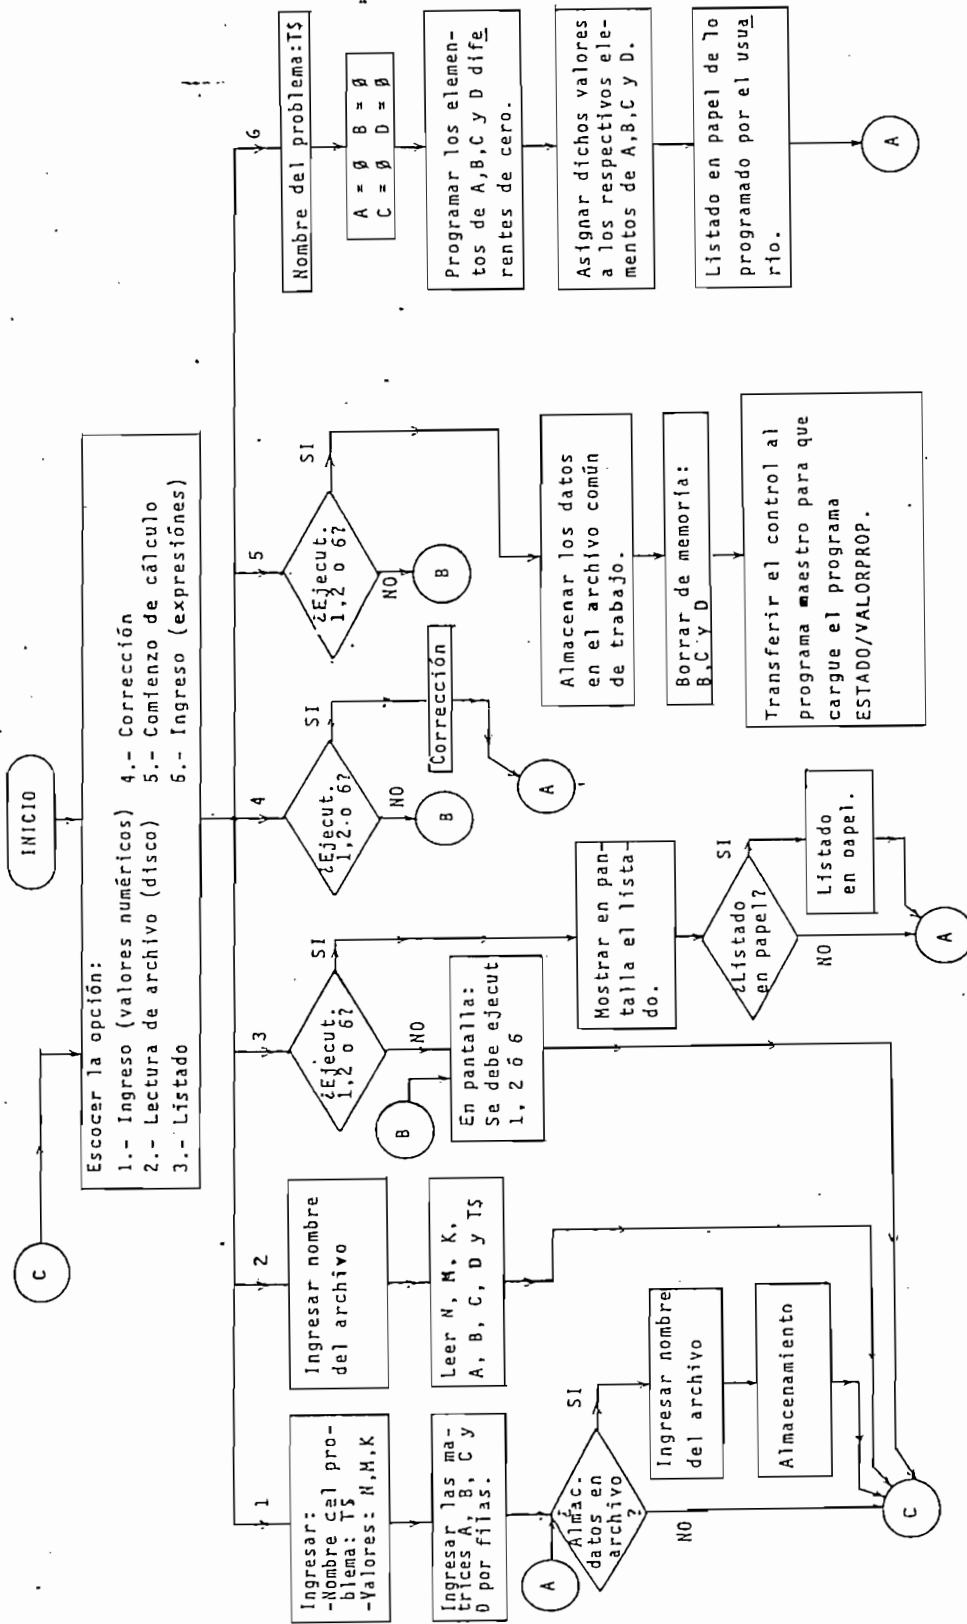 INICIO
C
Escocer la opción:
1.- Ingreso (valores numéricos)
2.- Lectura de archivo (disco)
3.- Listado
4.- Corrección
5.- Comienzo de cálculo
6.- Ingreso (expresiónes)
1
Ingresar:
-Nombre cel pro-
blema: T$
-Valores: N,M,K
Ingresar las ma-
trices A, B, C y
D por filas.
A
¿Almac.
datos en
archivo
?
SI
NO
Ingresar nombre
del archivo
Almacenamiento
C
2
Ingresar nombre
del archivo
Leer N, M, K,
A, B, C, D y T$
3
¿Ejecut.
1,2 o 6?
SI
NO
B
En pantalla:
Se debe ejecut
1, 2 ó 6
Mostrar en pan-
talla el lista-
do.
¿Listado
en papel?
SI
NO
Listado
en papel.
A
4
¿Ejecut.
1,2 o 6?
SI
NO
B
Corrección
A
5
¿Ejecut.
1,2 o 6?
SI
NO
B
Almacenar los datos
en el archivo común
de trabajo.
Borrar de memoria:
B,C y D
Transferir el control al
programa maestro para que
cargue el programa
ESTADO/VALORPROP.
6
Nombre del problema:T$
A = Ø B = Ø
C = Ø D = Ø
Programar los elemen-
tos de A,B,C y D dife
rentes de cero.
Asignar dichos valores
a los respectivos ele-
mentos de A,B,C y D.
Listado en papel de lo
programado por el usua
rio.
A